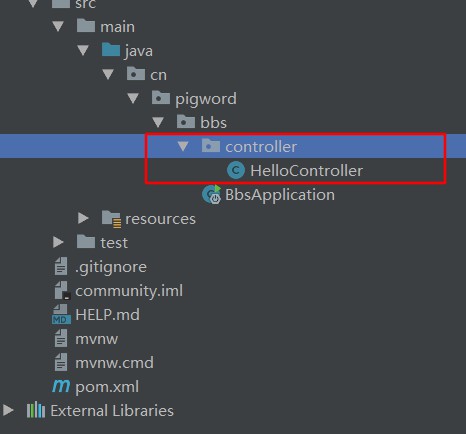 src
main
java
cn
pigword
bbs
controller
HelloController
BbsApplication
resources
test
.gitignore
community.iml
MD HELP.md
mvnw
mvnw.cmd
m pom.xml
External Libraries